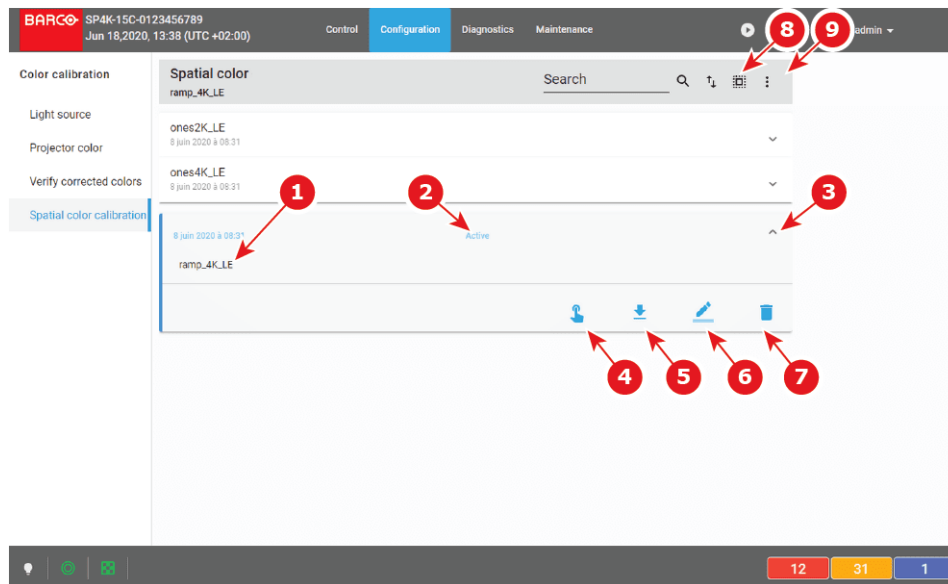 BARCO SP4K-15C-0123456789
Jun 18,2020, 13:38 (UTC +02:00)
Control Configuration Diagnostics Maintenance
admin
8 9
Color calibration
Light source
Projector color
Verify corrected colors
Spatial color calibration
Spatial color
ramp_4K_LE
Search
ones2K_LE
8 juin 2020 à 08:31
ones4K_LE
8 juin 2020 à 08:31
1 2 3
8 juin 2020 à 08:31
Active
ramp_4K_LE
4 5 6 7
12 31 1